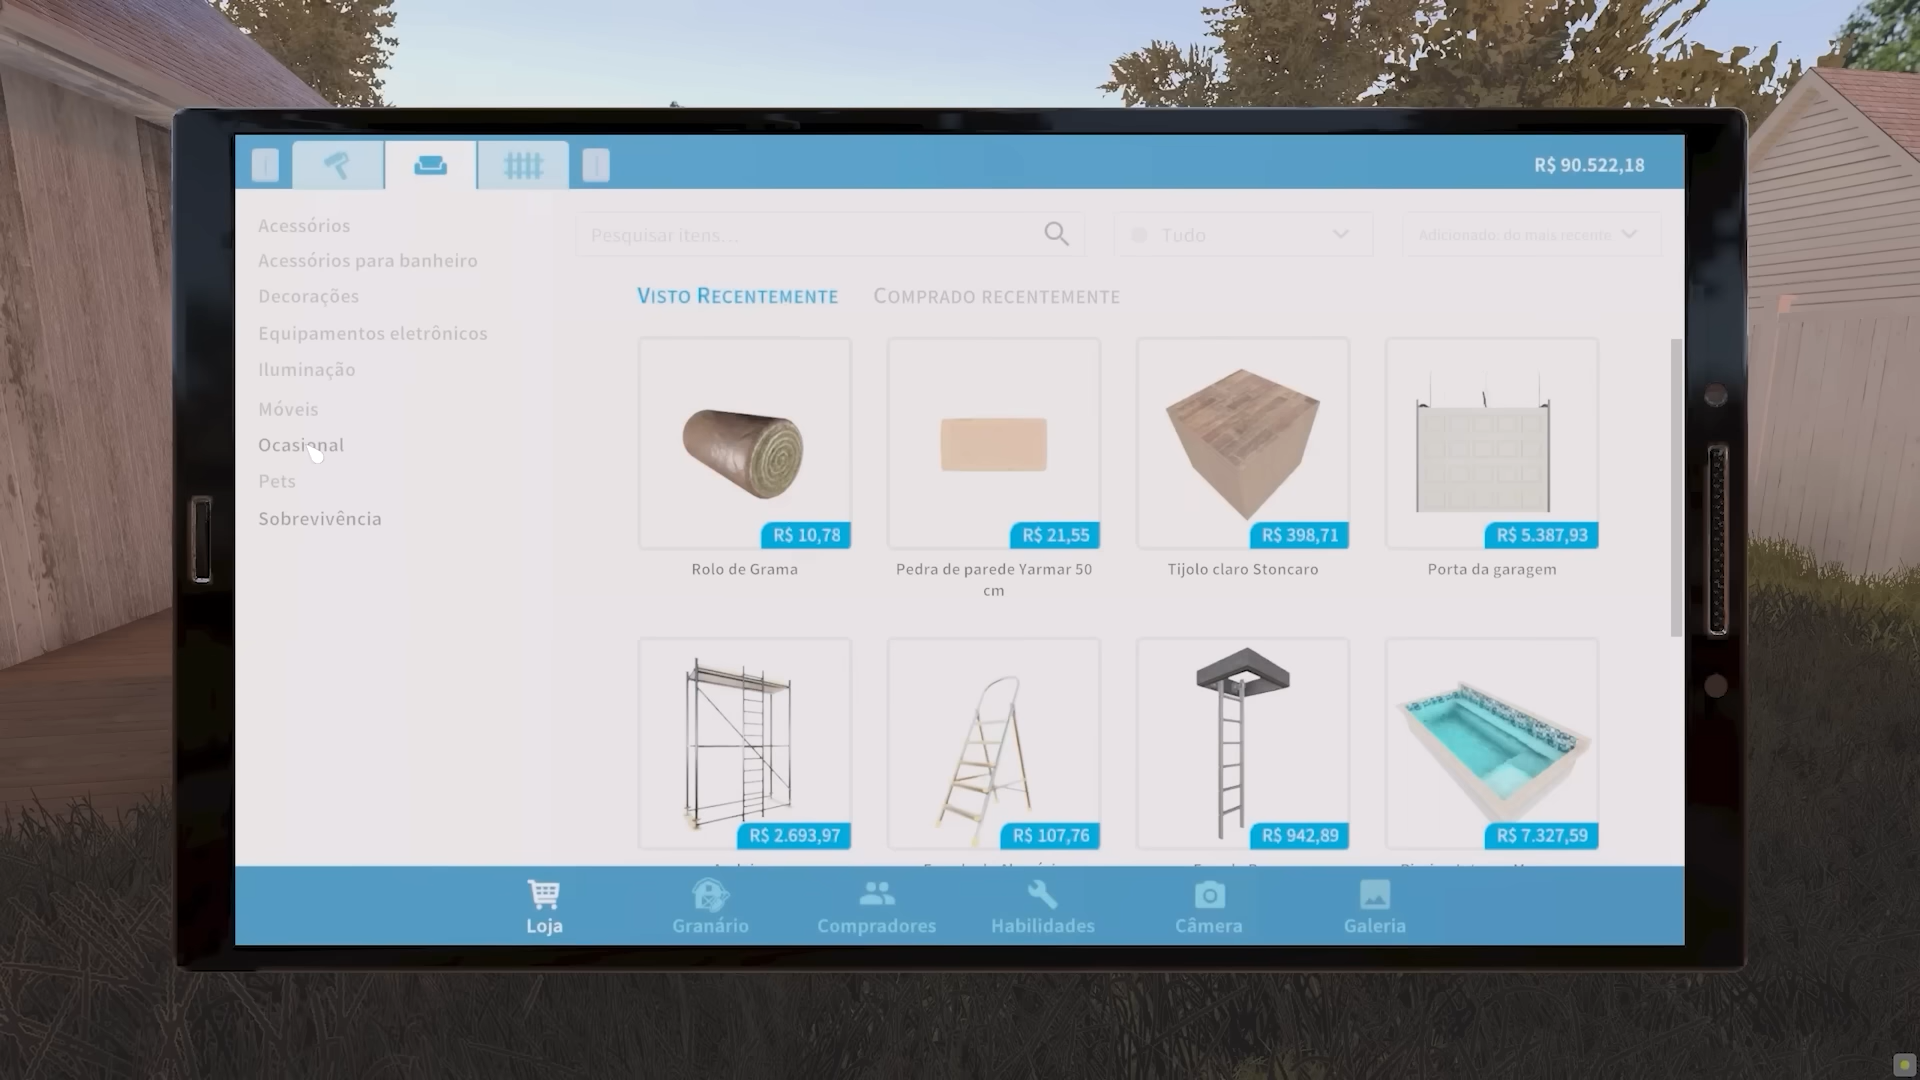 R$ 90.522,18
Acessórios
Acessórios para banheiro
Decorações
Equipamentos eletrônicos
Iluminação
Móveis
Ocasional
Pets
Sobrevivência
Pesquisar itens...
Tudo
Adicionado: do mais recente
Visto Recentemente
Comprado recentemente
R$ 10,78
R$ 21,55
R$ 398,71
R$ 5.387,93
Rolo de Grama
Pedra de parede Yarmar 50
cm
Tijolo claro Stoncaro
Porta da garagem
R$ 2.693,97
R$ 107,76
R$ 942,89
R$ 7.327,59
Loja
Granário
Compradores
Habilidades
Câmera
Galeria